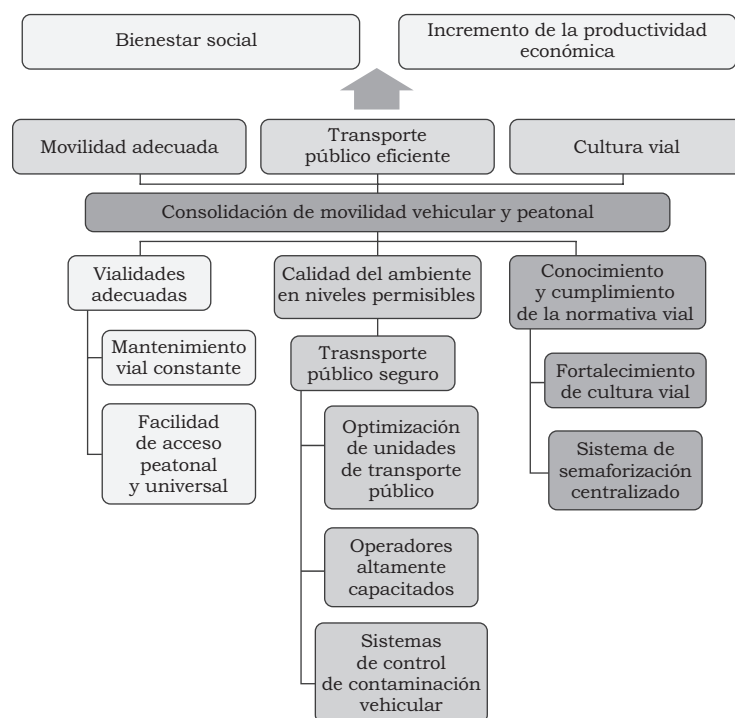 Bienestar social
Incremento de la productividad
económica
Movilidad adecuada
Transporte
público eficiente
Cultura vial
Consolidación de movilidad vehicular y peatonal
Vialidades
adecuadas
Mantenimiento
vial constante
Facilidad
de acceso
peatonal
y universal
Calidad del ambiente
en niveles permisibles
Trasnsporte
público seguro
Optimización
de unidades
de transporte
público
Operadores
altamente
capacitados
Sistemas
de control
de contaminación
vehicular
Conocimiento
y cumplimiento
de la normativa vial
Fortalecimiento
de cultura vial
Sistema de
semaforización
centralizado